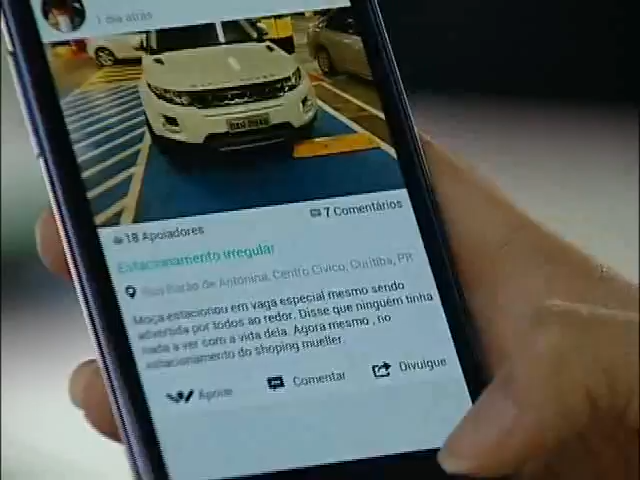 1 dia atrás
18 Apoiadores
7 Comentários
Estacionamento irregular
Rua Barão de Antonina, Centro Cívico, Curitiba, PR
Moça estacionou em vaga especial mesmo sendo
advertida por todos ao redor. Disse que ninguém tinha
nada a ver com a vida dela. Agora mesmo , no
estacionamento do shopping mueller.
Apoiar
Comentar
Divulgue